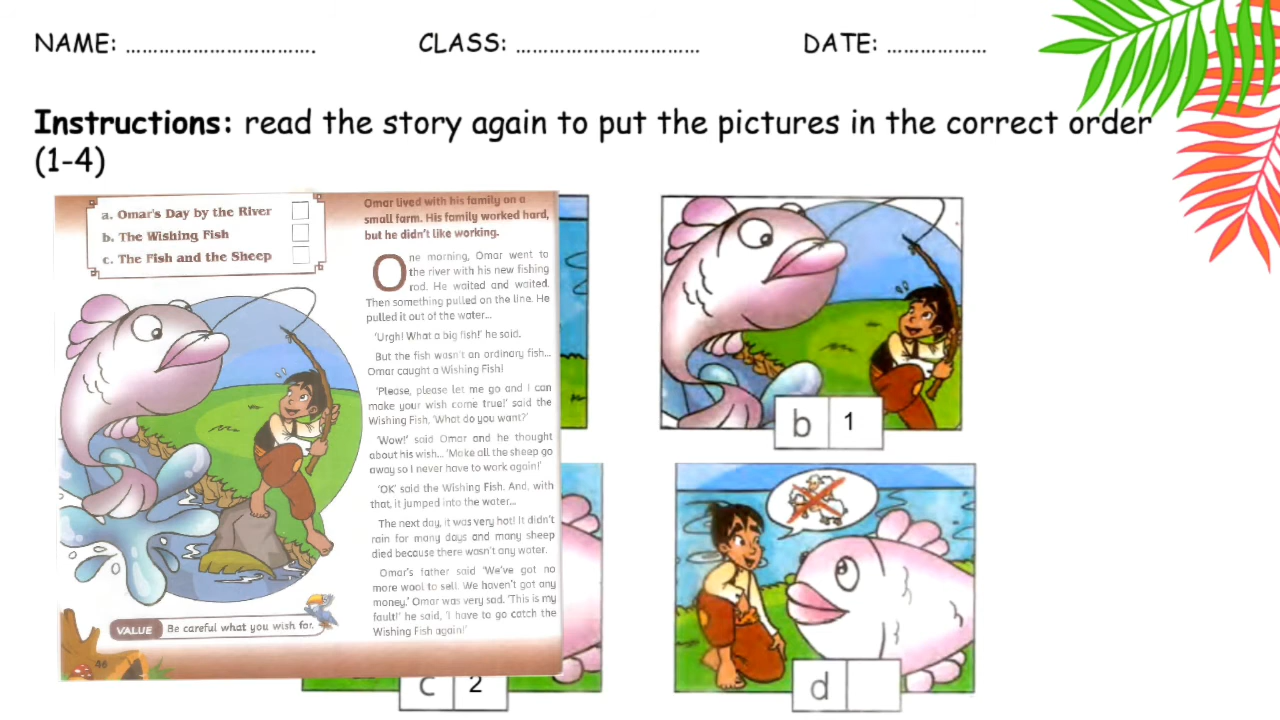 NAME: ................................. CLASS: ................................. DATE: ..................
Instructions: read the story again to put the pictures in the correct order
(1-4)
a. Omar's Day by the River
b. The Wishing Fish
c. The Fish and the Sheep
VALUE Be careful what you wish for.
46
Omar lived with his family on a
small farm. His family worked hard,
but he didn't like working.
One morning, Omar went to
the river with his new fishing
rod. He waited and waited.
Then something pulled on the line. He
pulled it out of the water...
'Urgh! What a big fish!' he said.
But the fish wasn't an ordinary fish...
Omar caught a Wishing Fish!
'Please, please let me go and I can
make your wish come true!' said the
Wishing Fish, 'What do you want?'
'Wow!' said Omar and he thought
about his wish... 'Make all the sheep go
away so I never have to work again!'
'OK' said the Wishing Fish. And, with
that, it jumped into the water...
The next day, it was very hot! It didn't
rain for many days and many sheep
died because there wasn't any water.
Omar's father said 'We've got no
more wool to sell. We haven't got any
money.' Omar was very sad. 'This is my
fault!' he said, 'I have to go catch the
Wishing Fish again!'
b 1
c 2
d